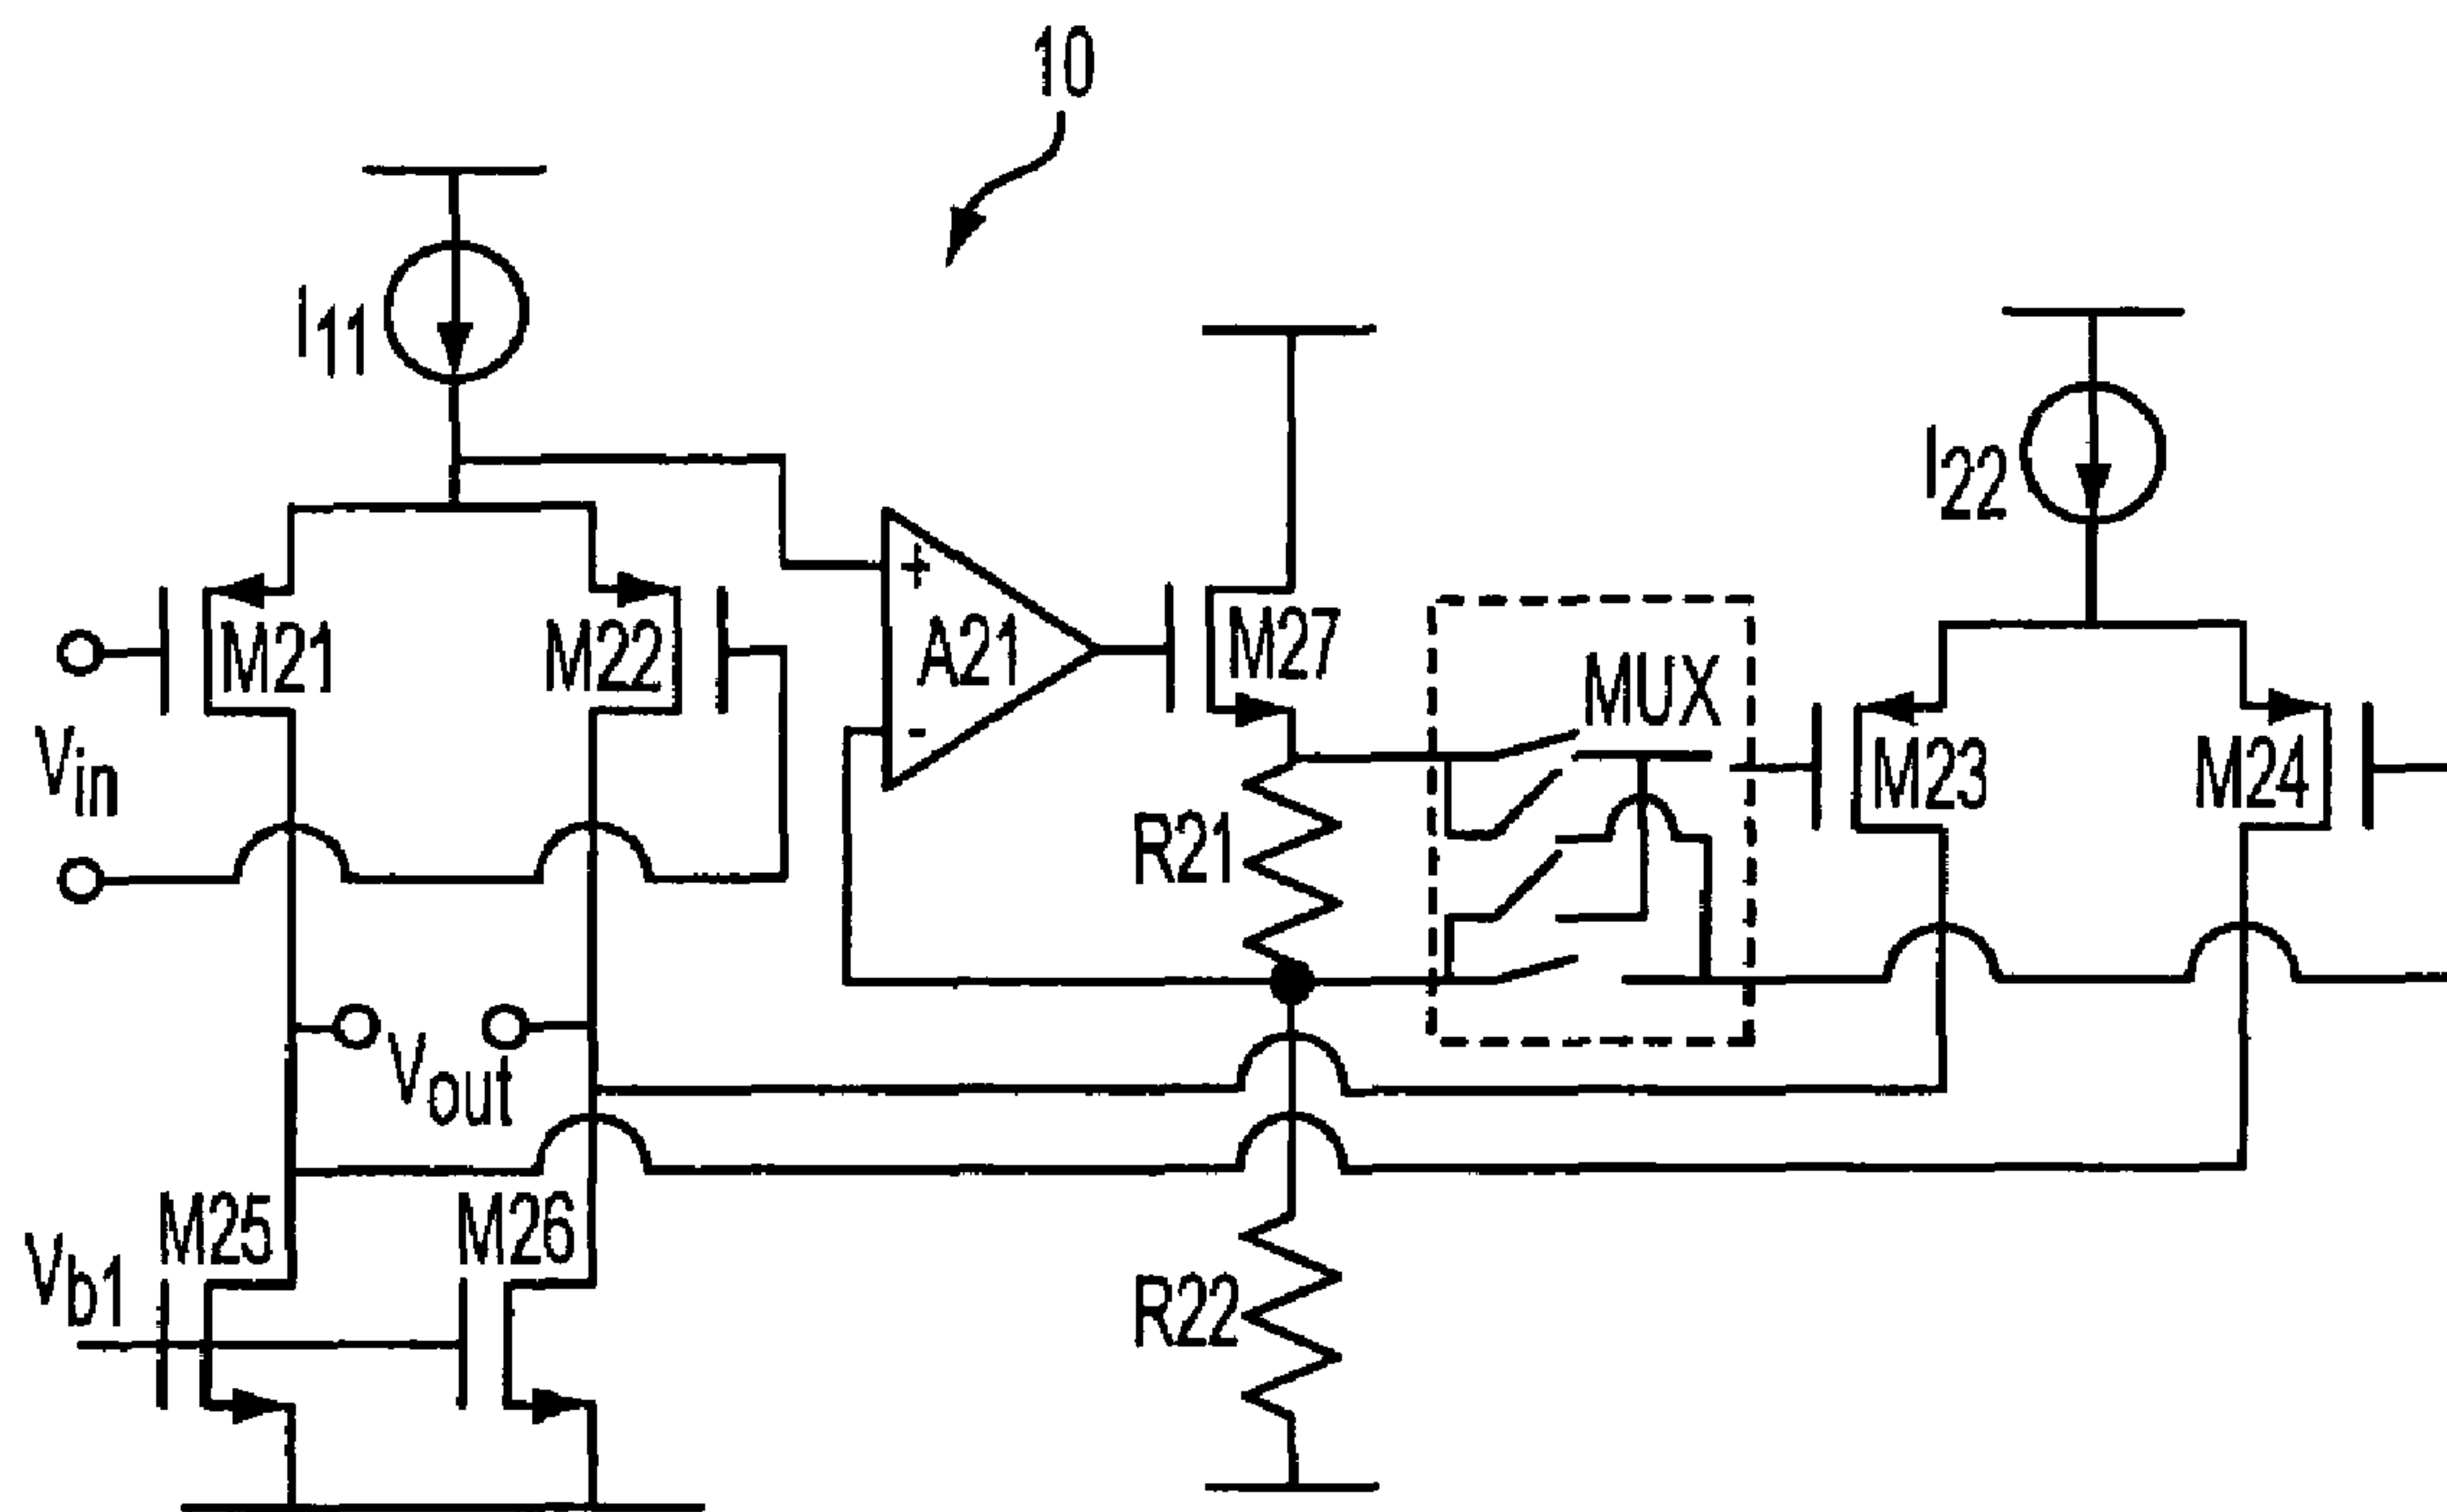 10
I11
I22
+
A21
-
M21
M22
M27
MUX
M23
M24
Vin
R21
Vout
M25
M26
Vb1
R22